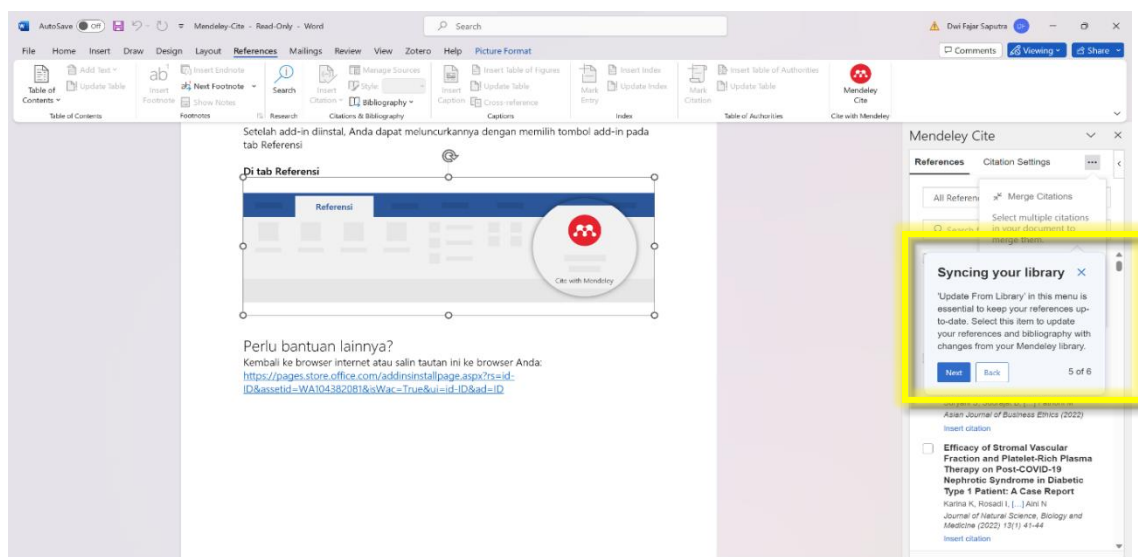 AutoSave Off Mendeley-Cite - Read-Only - Word Search Dwi Fajar Saputra
File Home Insert Draw Design Layout References Mailings Review View Zotero Help Picture Format Comments Viewing Share
Table of Contents
Add Text
Update Table
Table of Contents
ab
Insert Footnote
Insert Endnote
Next Footnote
Show Notes
Footnotes
Search
Research
Insert Citation
Manage Sources
Style:
Bibliography
Citations & Bibliography
Insert Caption
Insert Table of Figures
Update Table
Cross-reference
Captions
Mark Entry
Insert Index
Update Index
Index
Mark Citation
Insert Table of Authorities
Update Table
Table of Authorities
Mendeley Cite
Cite with Mendeley
Setelah add-in diinstal, Anda dapat meluncurkannya dengan memilih tombol add-in pada
tab Referensi
Di tab Referensi
Referensi
Cite with Mendeley
Perlu bantuan lainnya?
Kembali ke browser internet atau salin tautan ini ke browser Anda:
https://pages.store.office.com/addinsinstallpage.aspx?rs=id-
ID&assetid=WA104382081&isWac=True&ui=id-ID&ad=ID
Mendeley Cite
References Citation Settings
All Referen
Merge Citations
Select multiple citations
in your document to
merge them.
Search
Syncing your library
'Update From Library' in this menu is
essential to keep your references up-
to-date. Select this item to update
your references and bibliography with
changes from your Mendeley library.
Next Back 5 of 6
Asian Journal of Business Ethics (2022)
Insert citation
Efficacy of Stromal Vascular
Fraction and Platelet-Rich Plasma
Therapy on Post-COVID-19
Nephrotic Syndrome in Diabetic
Type 1 Patient: A Case Report
Karina K, Rosadi I, [...] Aini N
Journal of Natural Science, Biology and
Medicine (2022) 13(1) 41-44
Insert citation